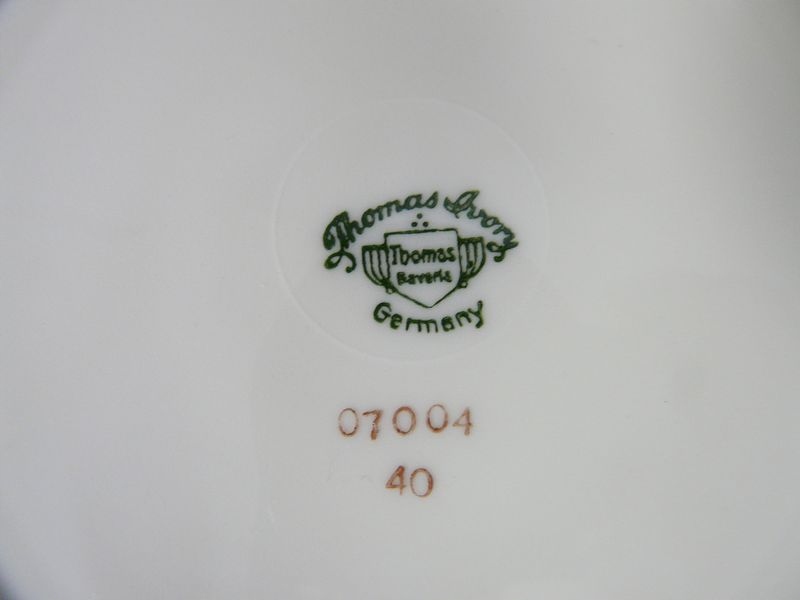 Thomas Ivory
Thomas
Bavaria
Germany
07004
40